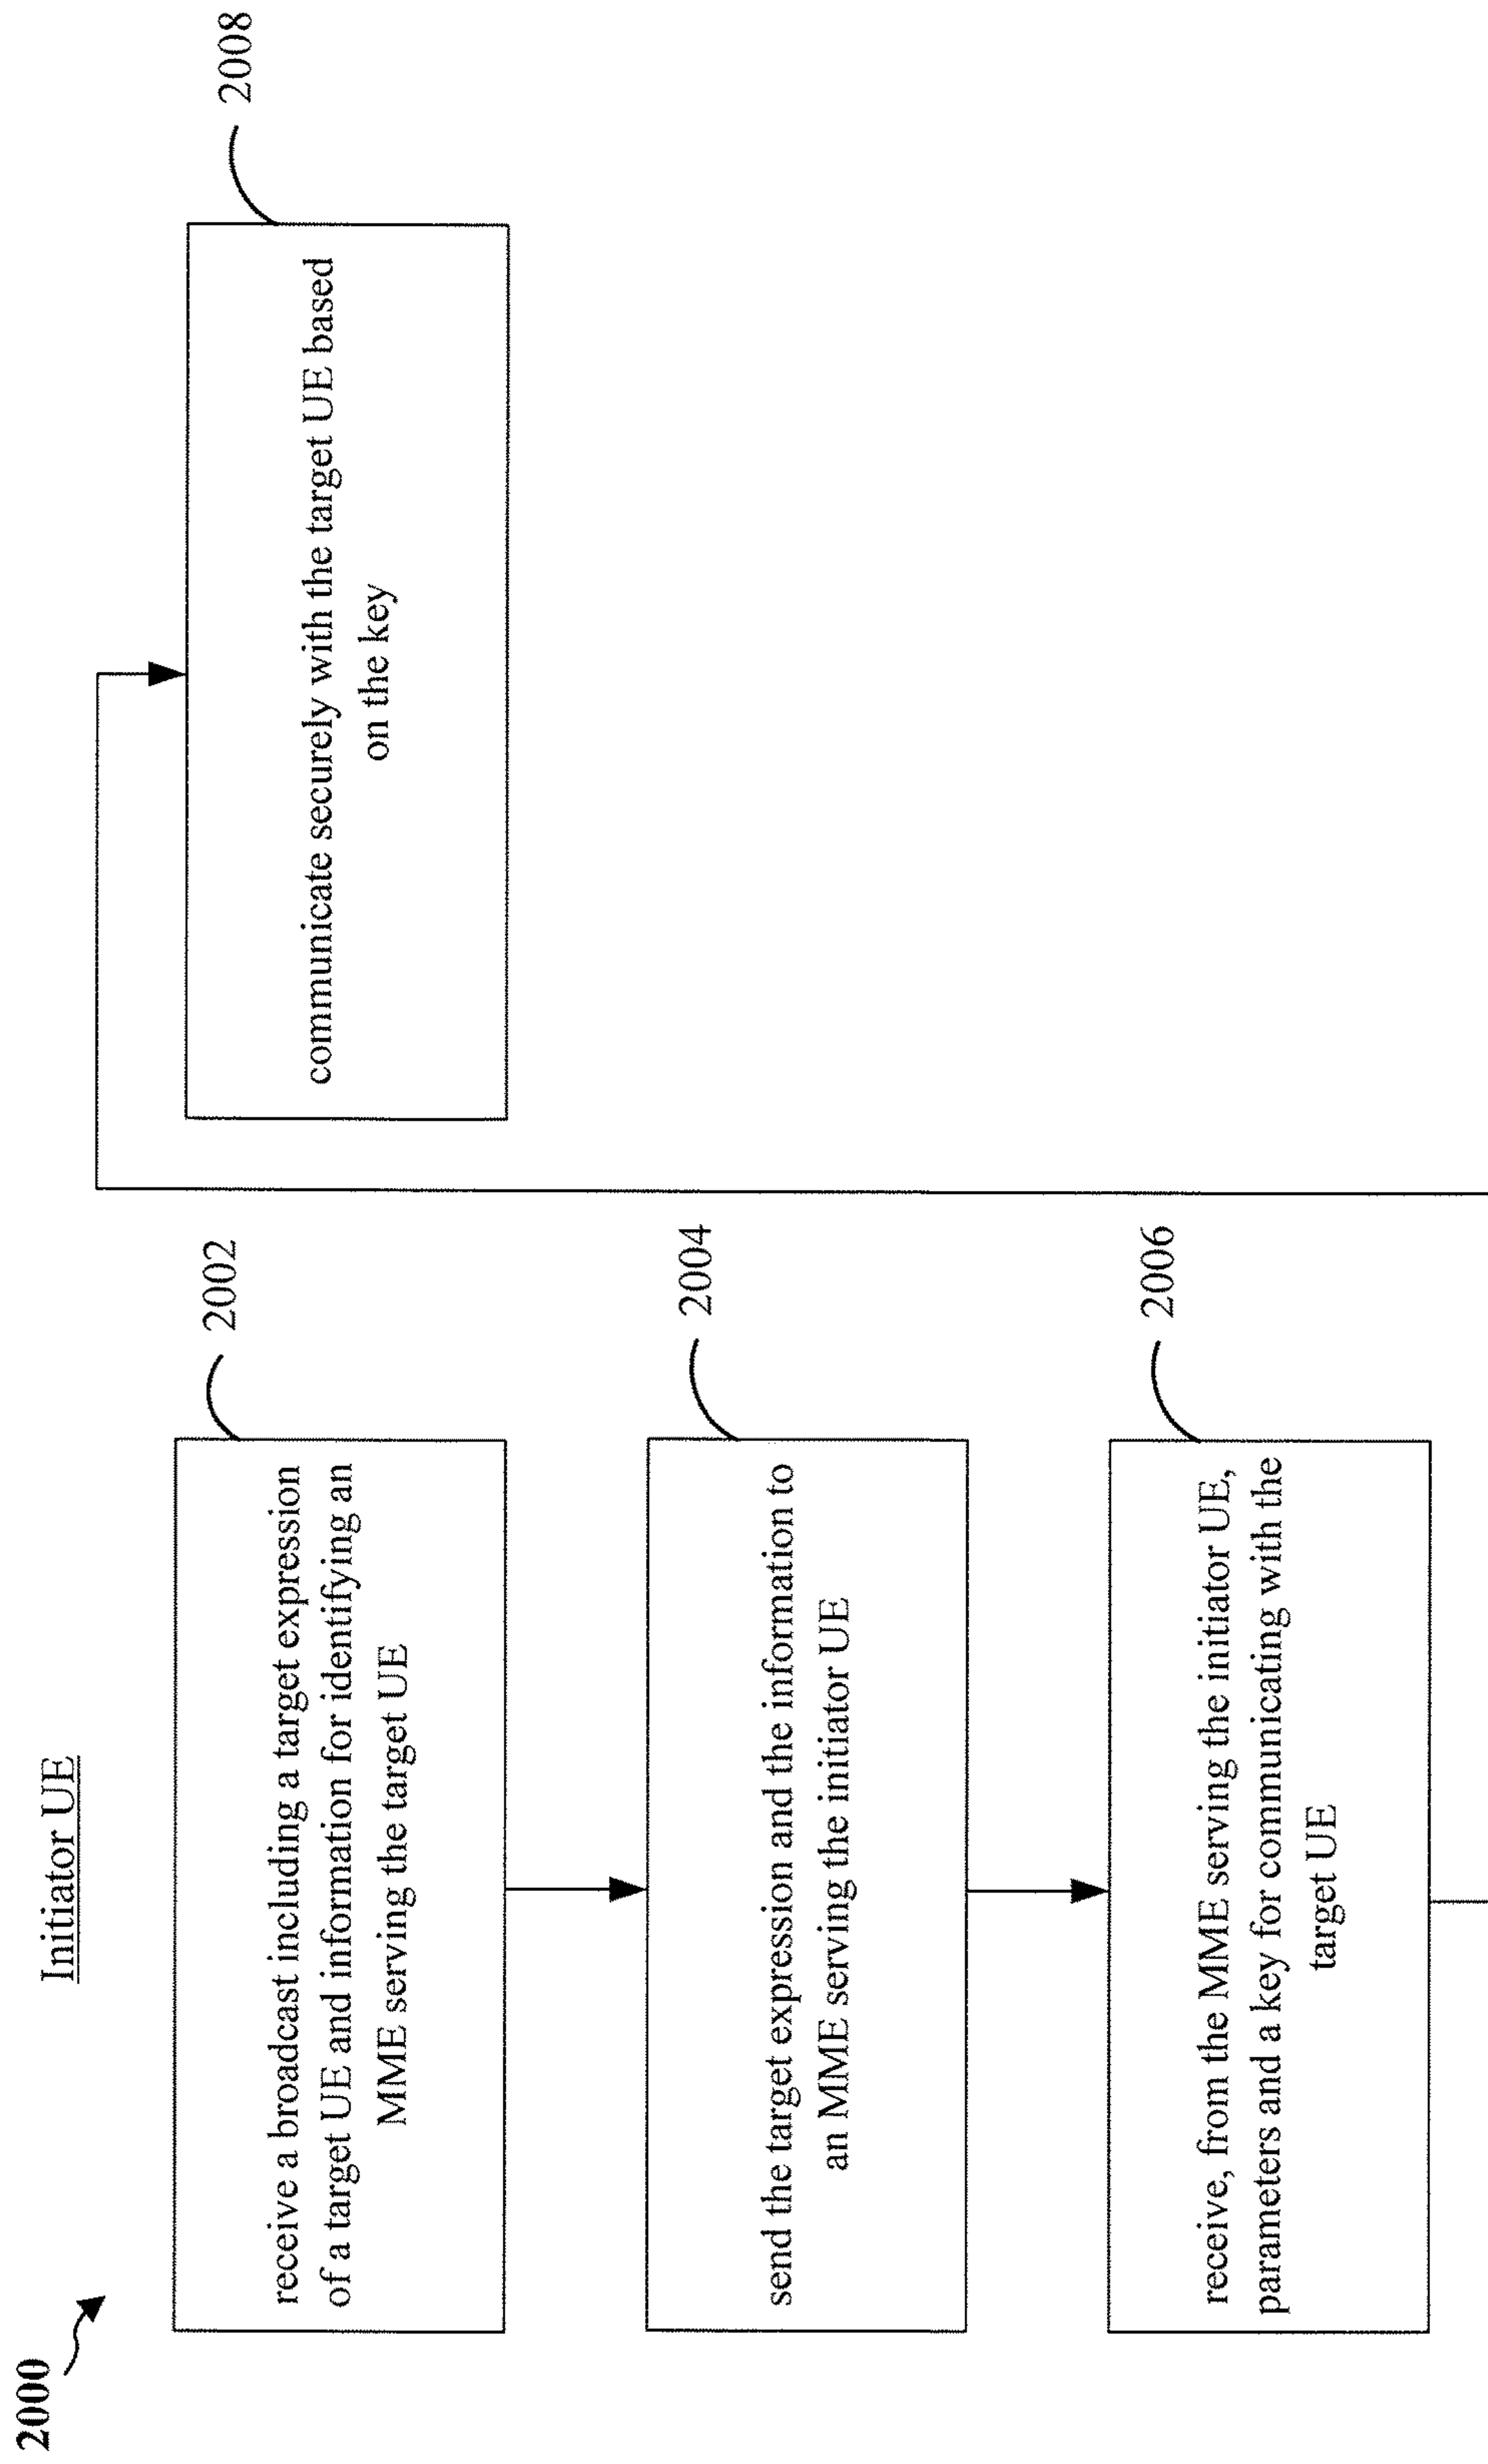 2000
Initiator UE
receive a broadcast including a target expression
of a target UE and information for identifying an
MME serving the target UE
2002
send the target expression and the information to
an MME serving the initiator UE
2004
receive, from the MME serving the initiator UE,
parameters and a key for communicating with the
target UE
2006
communicate securely with the target UE based
on the key
2008